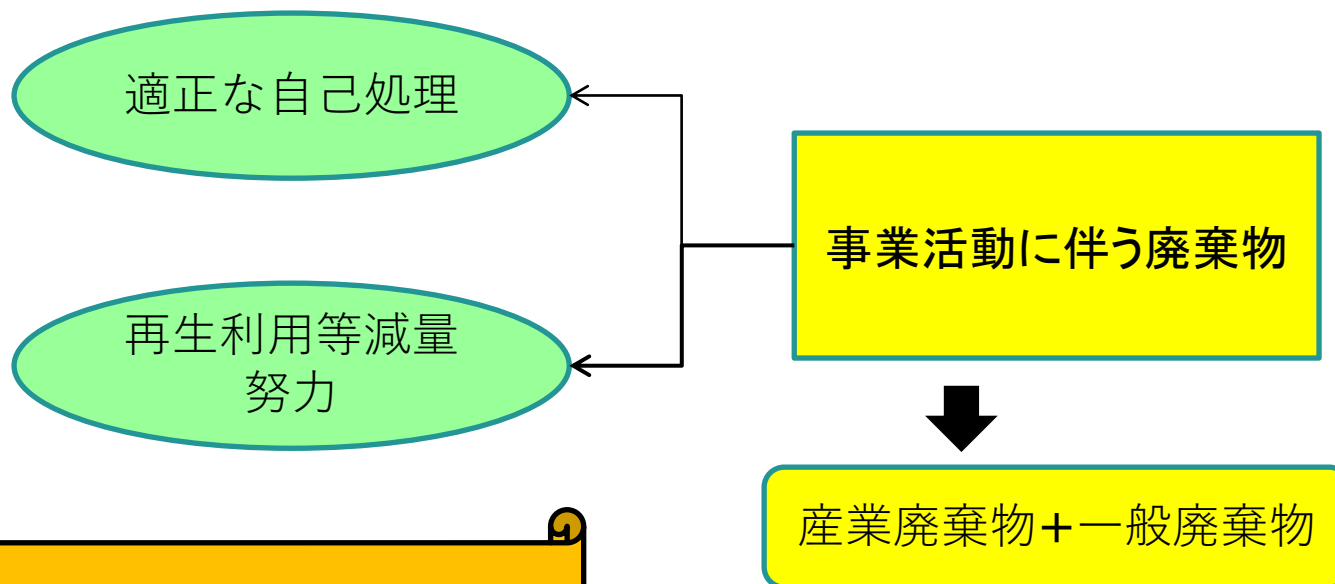 適正な自己処理
事業活動に伴う廃棄物
再生利用等減量
努力
産業廃棄物+一般廃棄物